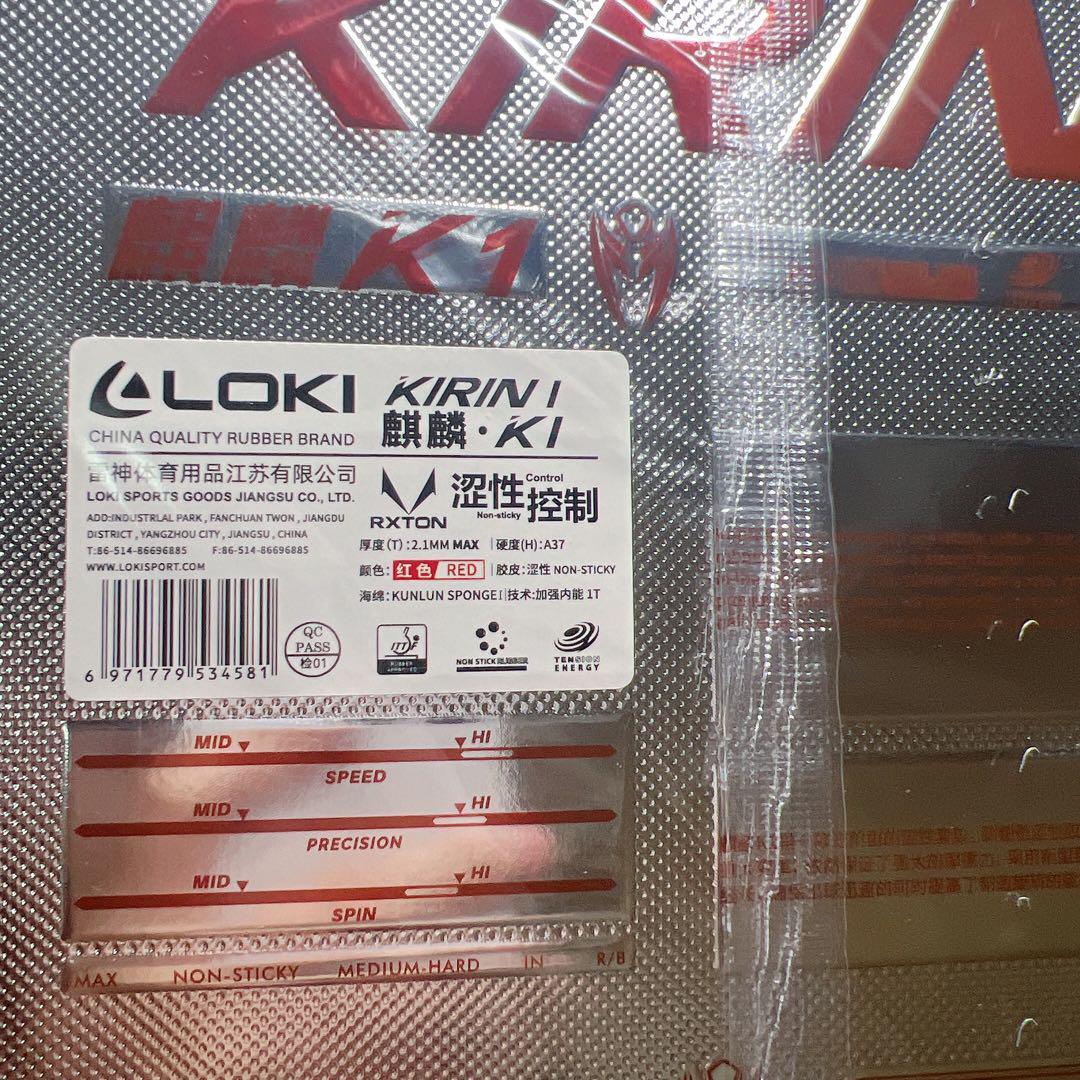 KIRIN
麒麟 K1
LOKI
CHINA QUALITY RUBBER BRAND
KIRIN I
麒麟·KI
雷神体育用品江苏有限公司
LOKI SPORTS GOODS JIANGSU CO., LTD.
ADD:INDUSTRLAL PARK , FANCHUAN TWON , JIANGDU
DISTRICT , YANGZHOU CITY , JIANGSU , CHINA
T:86-514-86696885 F:86-514-86696885
WWW.LOKISPORT.COM
RXTON
涩性 Control
Non-sticky 控制
厚度(T):2.1MM MAX 硬度(H):A37
颜色: 红色 RED 胶皮:涩性 NON-STICKY
海绵:KUNLUN SPONGE I 技术:加强内能 1T
6 971779 534581
QC
PASS
检01
ITTF
RUBBER
APPROVED
NON STICK RUBBER
TENSION
ENERGY
MID HI
SPEED
MID HI
PRECISION
MID HI
SPIN
MAX NON-STICKY MEDIUM-HARD IN R/B